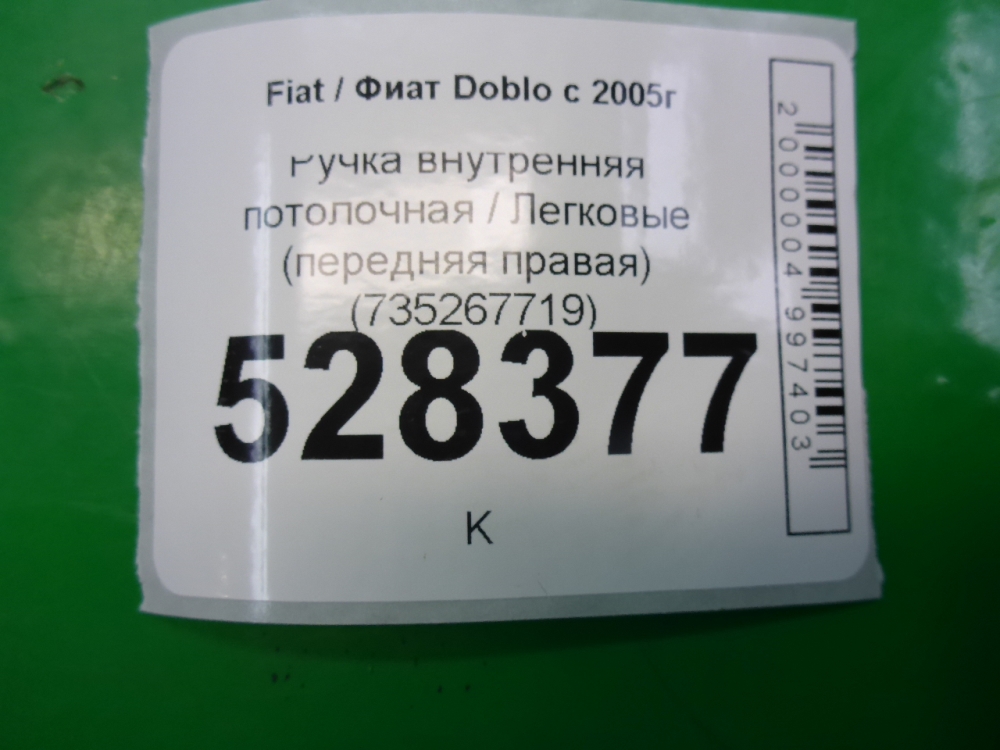 Fiat / Фиат Doblo с 2005г
Ручка внутренняя
потолочная / Легковые
(передняя правая)
(735267719)
528377
К
2000004997403